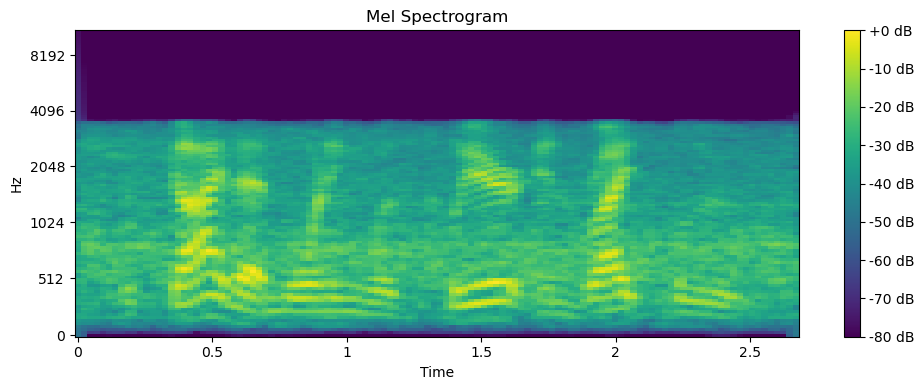 Mel Spectrogram
Hz
8192
4096
2048
1024
512
0
0
0.5
1
1.5
2
2.5
Time
+0 dB
-10 dB
-20 dB
-30 dB
-40 dB
-50 dB
-60 dB
-70 dB
-80 dB